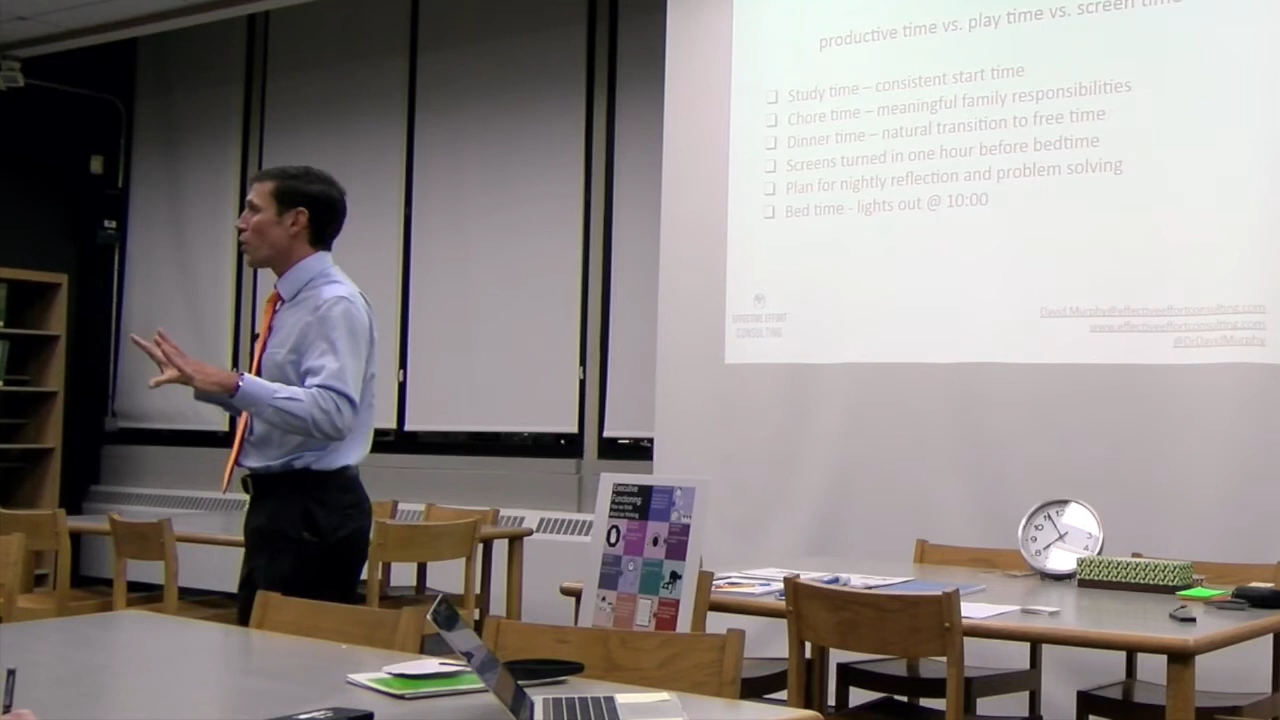 productive time vs. play time vs. screen time
Study time – consistent start time
Chore time – meaningful family responsibilities
Dinner time – natural transition to free time
Screens turned in one hour before bedtime
Plan for nightly reflection and problem solving
Bed time - lights out @ 10:00
EFFECTIVE EFFORT
CONSULTING
David.Murphy@effectiveeffortconsulting.com
www.effectiveeffortconsulting.com
@DrDavidMurphy
Executive
Functioning